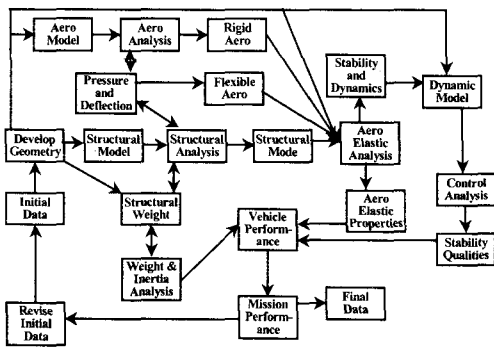 Aero Model
Aero Analysis
Rigid
Aero
Pressure and
Deflection
Flexible
Aero
Stability and
Dynamics
Dynamic
Model
Develop
Geometry
Structural
Model
Structural
Analysis
Structural
Mode
Aero
Elastic
Analysis
Initial
Data
Structural
Weight
Control
Analysis
Aero
Elastic
Properties
Vehicle
Perform-
ance
Stability
Qualities
Weight &
Inertia
Analysis
Revise
Initial
Data
Mission
Perform-
ance
Final
Data